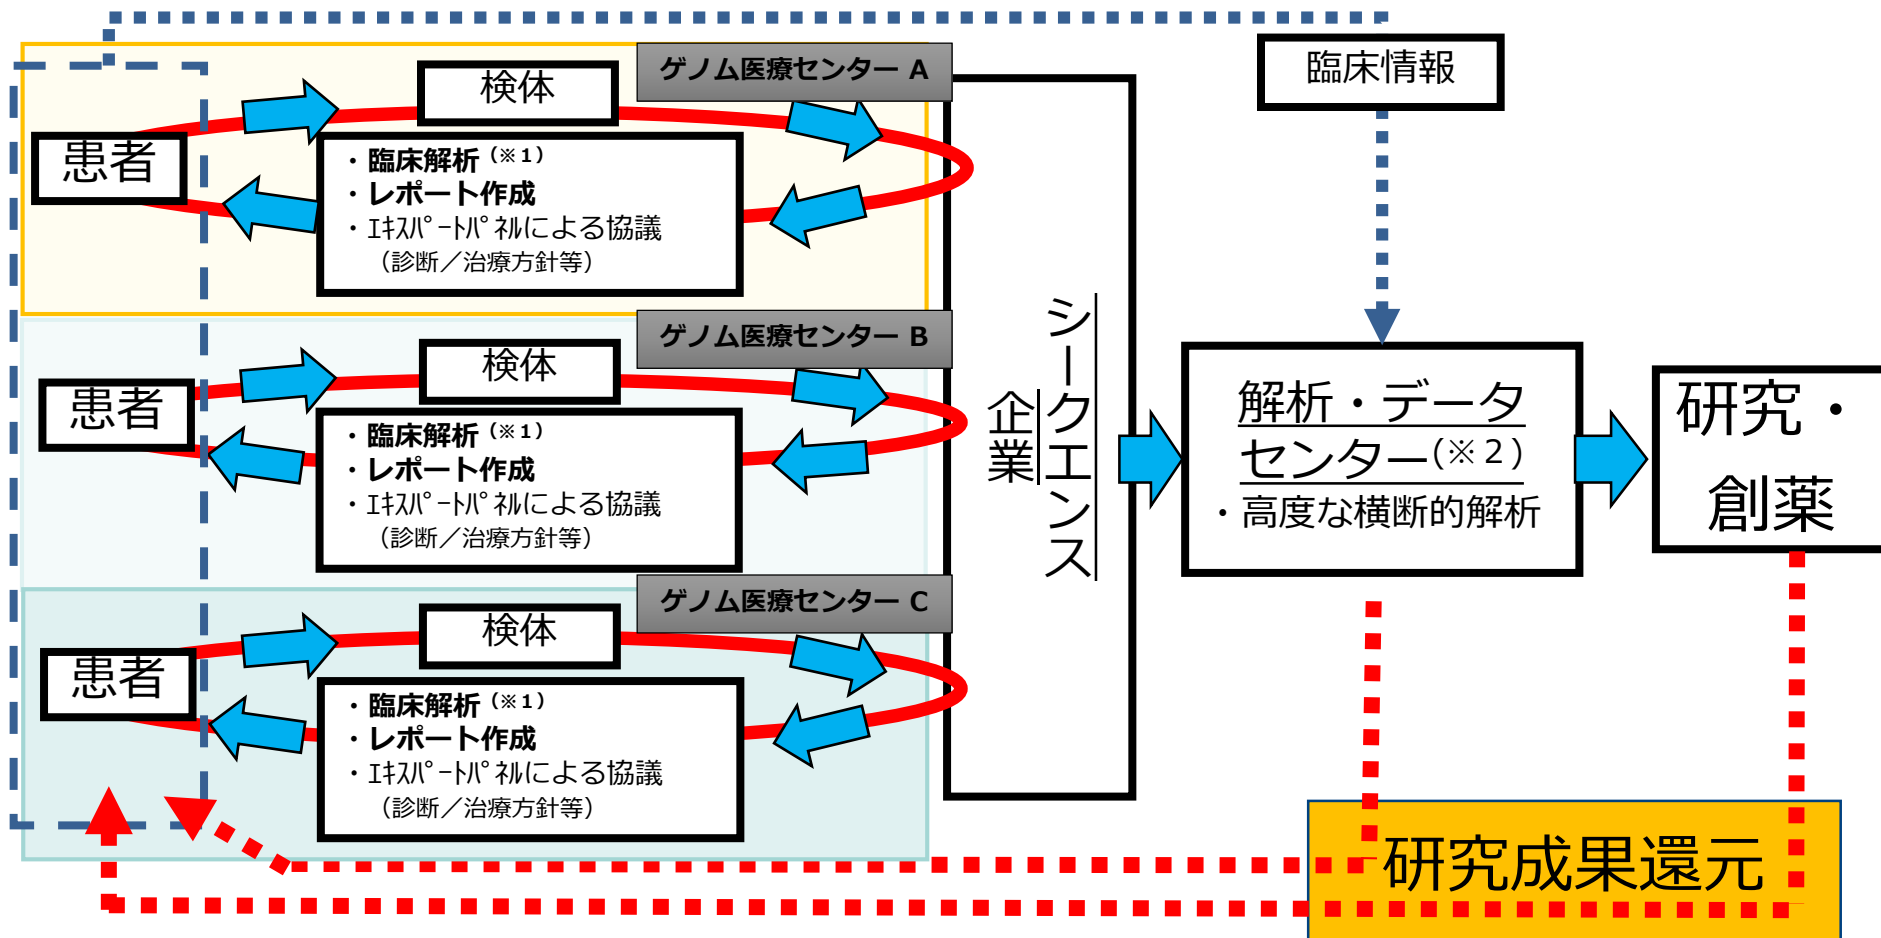 ゲノム医療センター A
検体
患者
・臨床解析（※１）
・レポート作成
・ｴｷｽﾊﾟｰﾄﾊﾟﾈﾙによる協議
（診断／治療方針等）
ゲノム医療センター B
検体
患者
・臨床解析（※１）
・レポート作成
・ｴｷｽﾊﾟｰﾄﾊﾟﾈﾙによる協議
（診断／治療方針等）
ゲノム医療センター C
検体
患者
・臨床解析（※１）
・レポート作成
・ｴｷｽﾊﾟｰﾄﾊﾟﾈﾙによる協議
（診断／治療方針等）
シークエンス
企業
臨床情報
解析・データ
センター(※２)
・高度な横断的解析
研究・
創薬
研究成果還元